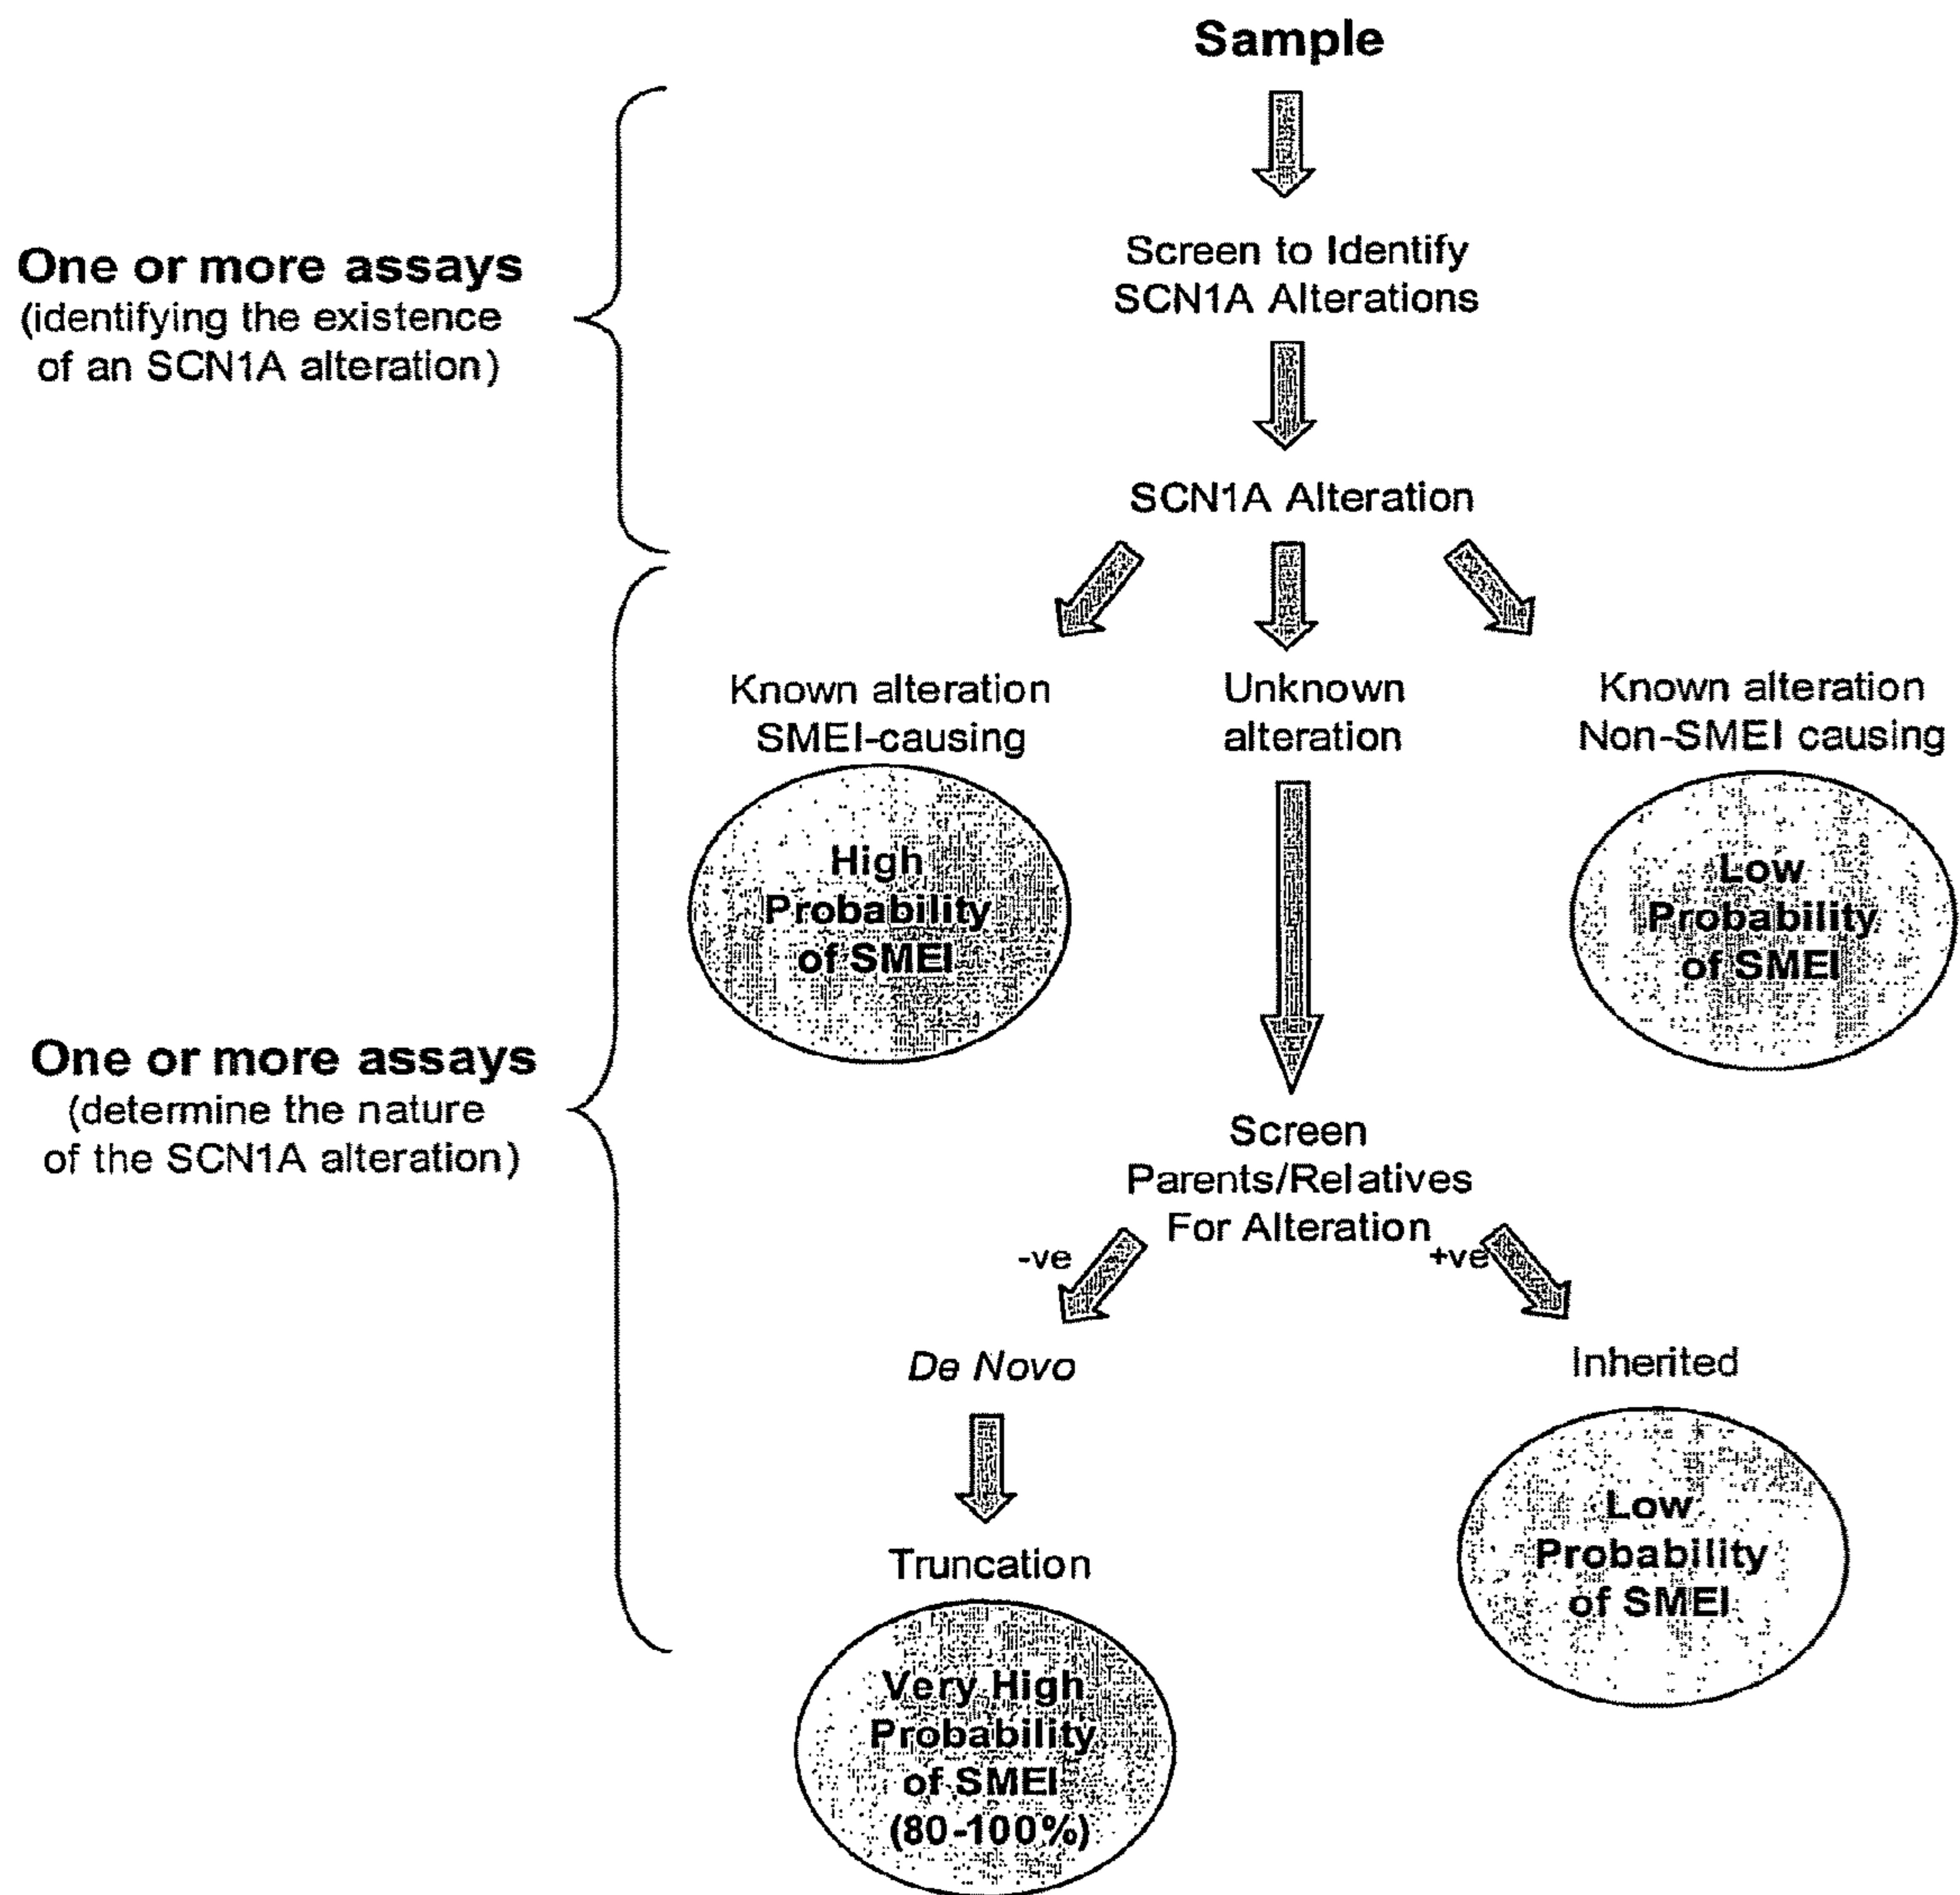 Sample
One or more assays
(identifying the existence
of an SCN1A alteration)
Screen to Identify
SCN1A Alterations
SCN1A Alteration
Known alteration
SMEI-causing
Unknown
alteration
Known alteration
Non-SMEI causing
High
Probability
of SMEI
Low
Probability
of SMEI
One or more assays
(determine the nature
of the SCN1A alteration)
Screen
Parents/Relatives
For Alteration
-ve
+ve
De Novo
Inherited
Truncation
Low
Probability
of SMEI
Very High
Probability
of SMEI
(80-100%)